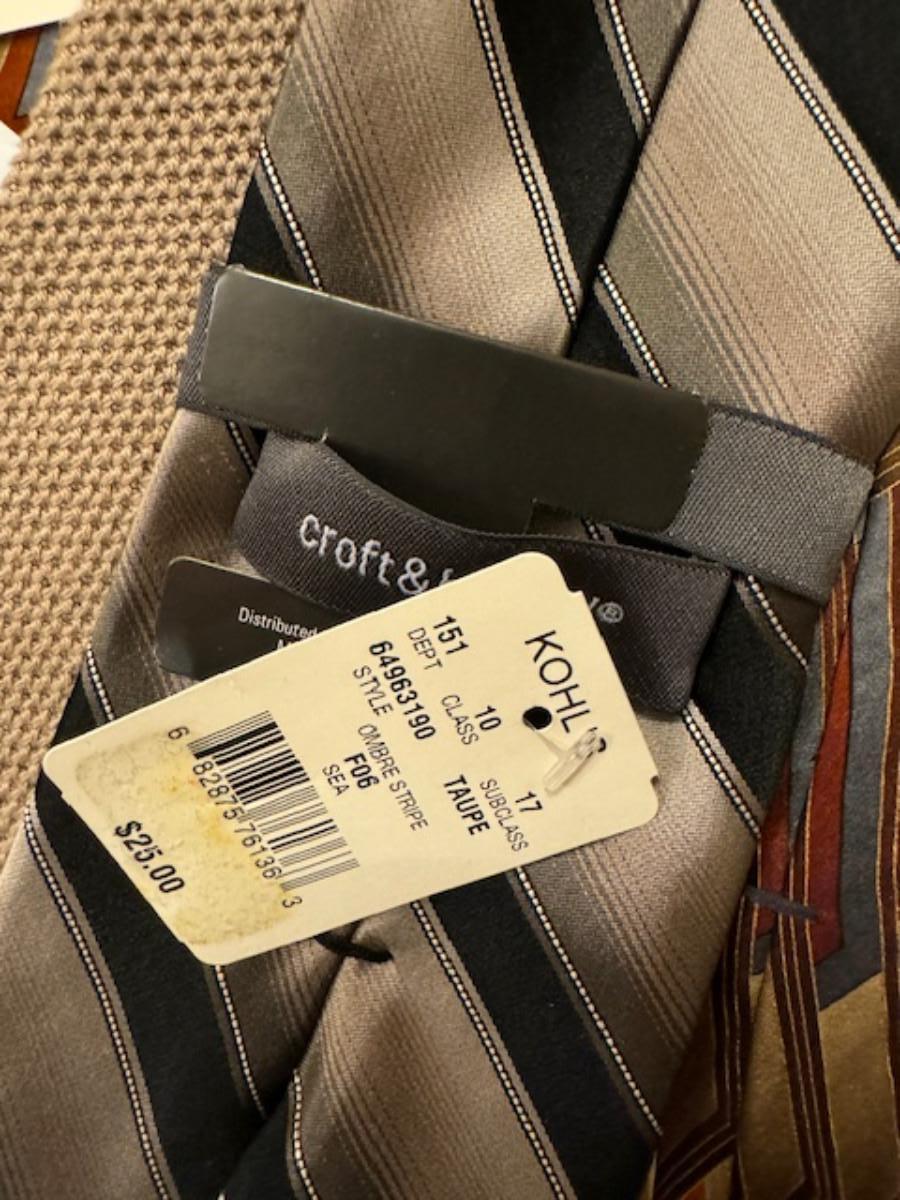 croft&
®
Distributed
KOHL'S
151 10 17
DEPT CLASS SUBCLASS
64963190 TAUPE
STYLE OMBRE STRIPE
F06
SEA
6 82875 76136 3
$25.00